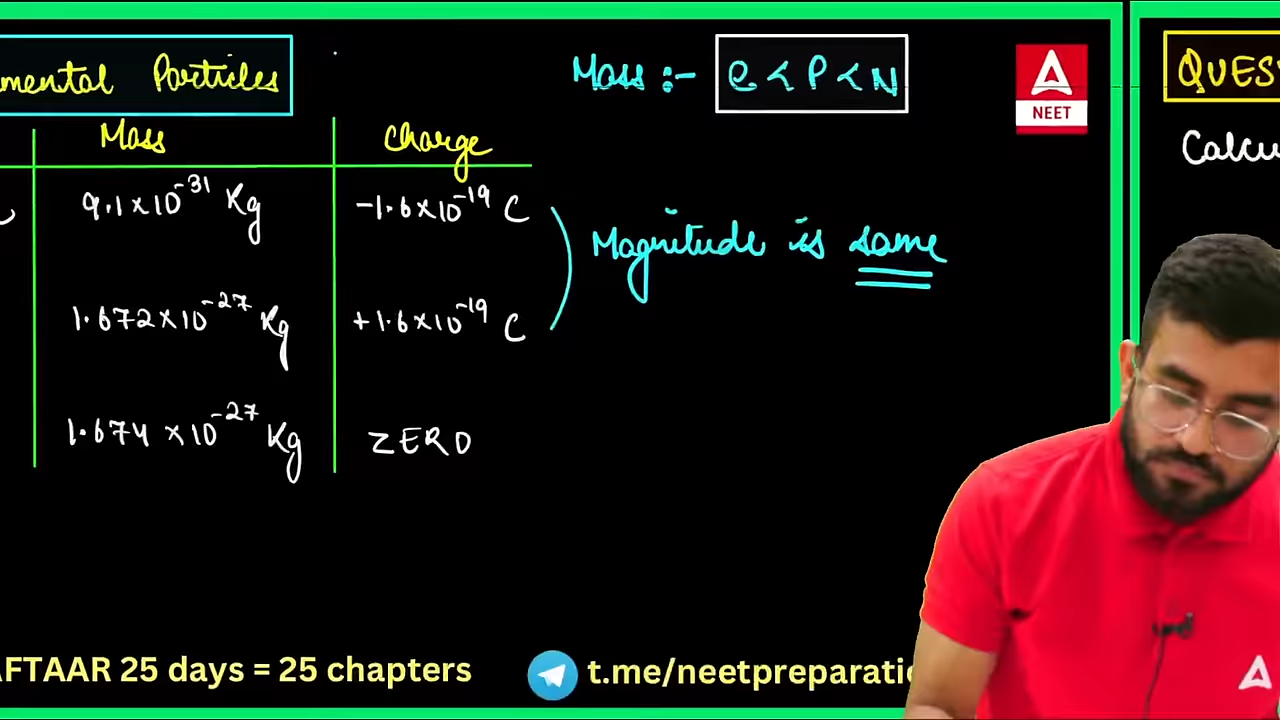 mental Particles
Mass :- e < P < N
NEET
QUES
Calcu
Mass
Charge
9.1×10⁻³¹ Kg
-1.6×10⁻¹⁹ C
Magnitude is same
1.672×10⁻²⁷ Kg
+1.6×10⁻¹⁹ C
1.674×10⁻²⁷ Kg
ZERO
AFTAAR 25 days = 25 chapters
t.me/neetpreparatio